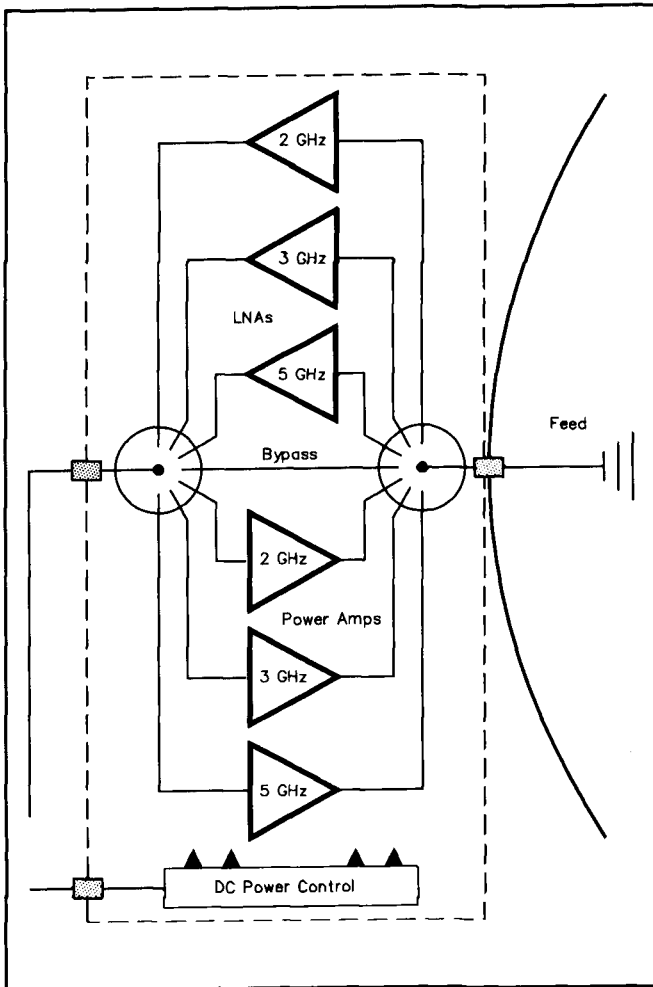 2 GHz
3 GHz
LNAs
5 GHz
Feed
Bypass
2 GHz
Power Amps
3 GHz
5 GHz
DC Power Control